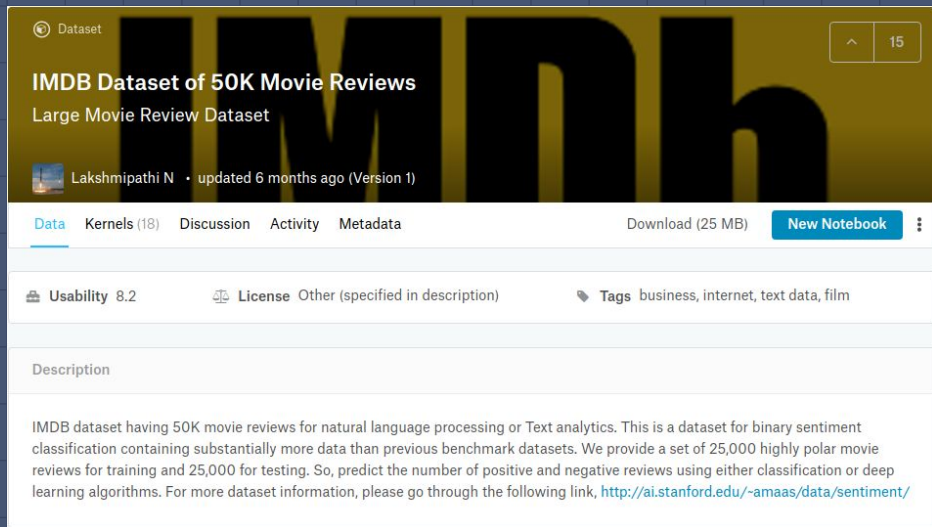 Dataset
15
IMDb
IMDB Dataset of 50K Movie Reviews
Large Movie Review Dataset
Lakshmipathi N • updated 6 months ago (Version 1)
Data Kernels (18) Discussion Activity Metadata Download (25 MB) New Notebook
Usability 8.2 License Other (specified in description) Tags business, internet, text data, film
Description
IMDB dataset having 50K movie reviews for natural language processing or Text analytics. This is a dataset for binary sentiment
classification containing substantially more data than previous benchmark datasets. We provide a set of 25,000 highly polar movie
reviews for training and 25,000 for testing. So, predict the number of positive and negative reviews using either classification or deep
learning algorithms. For more dataset information, please go through the following link, http://ai.stanford.edu/~amaas/data/sentiment/